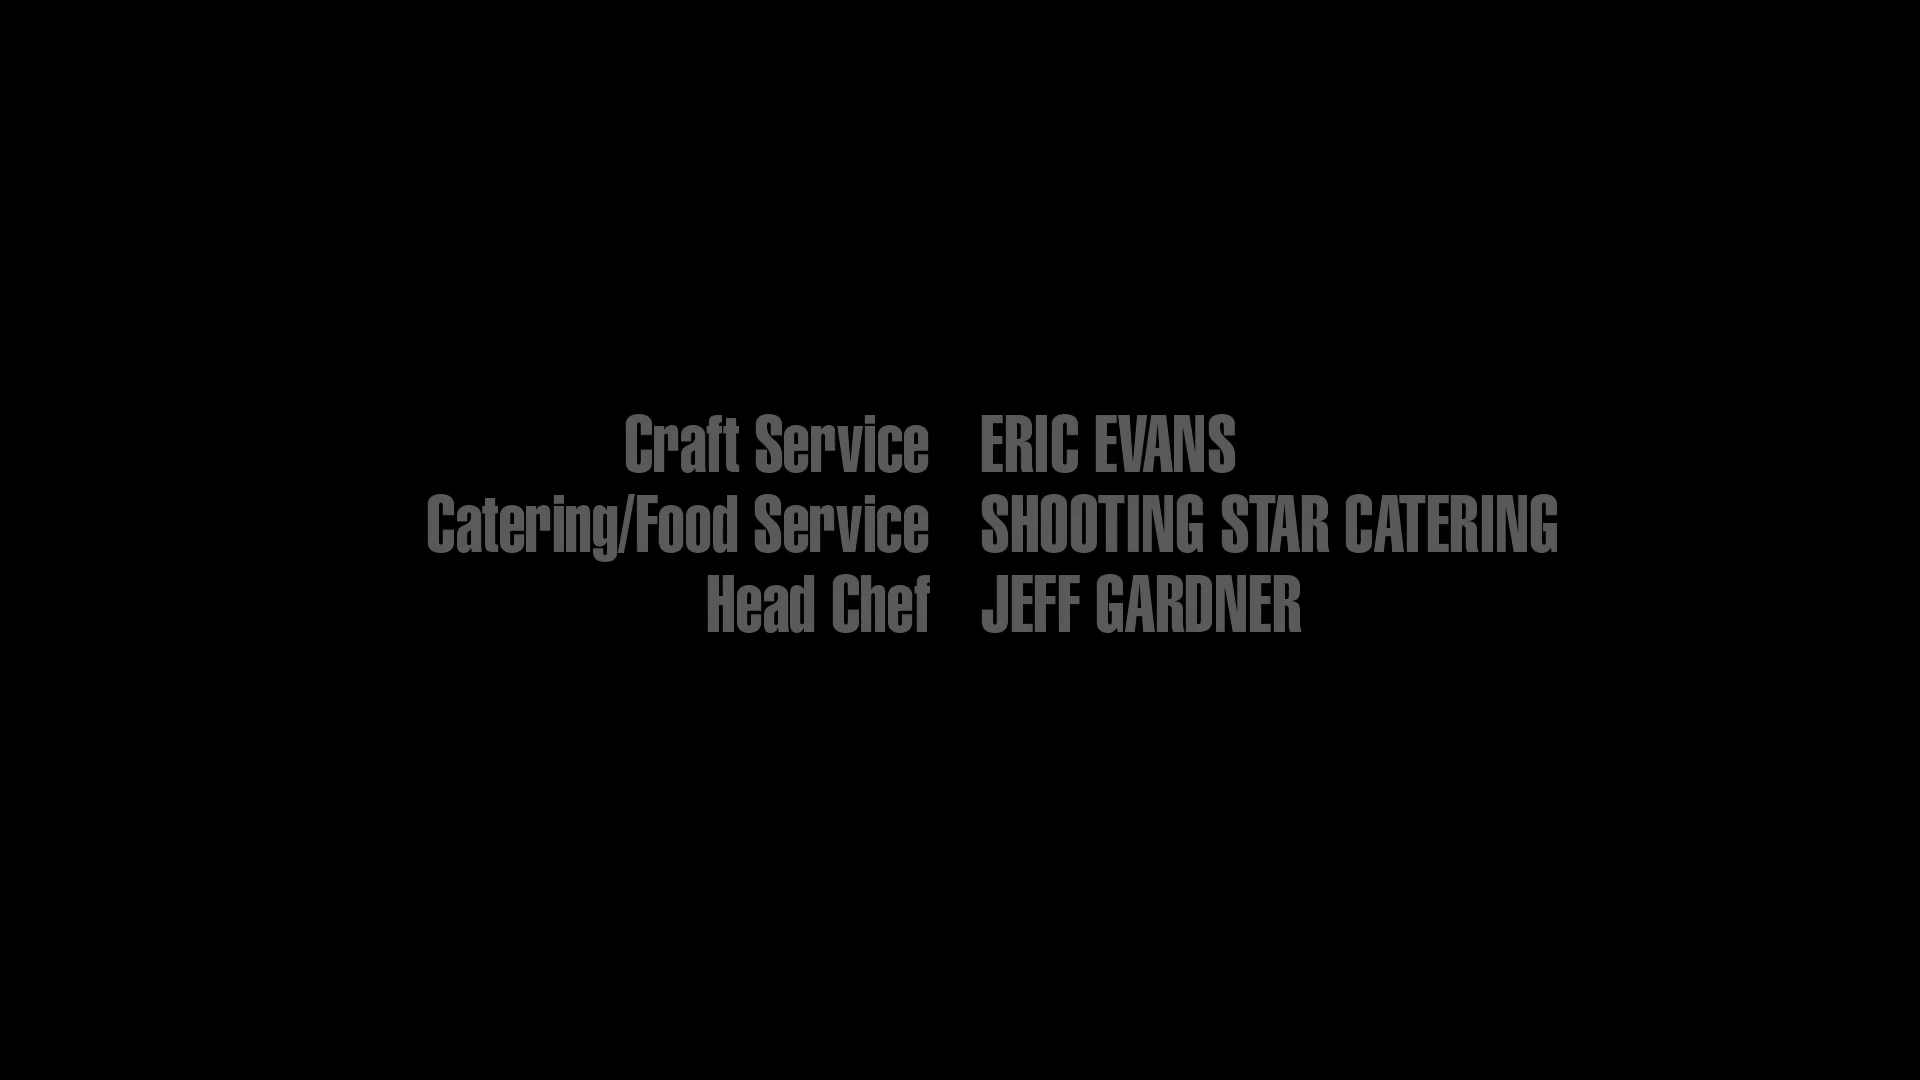 Craft Service ERIC EVANS
Catering/Food Service SHOOTING STAR CATERING
Head Chef JEFF GARDNER